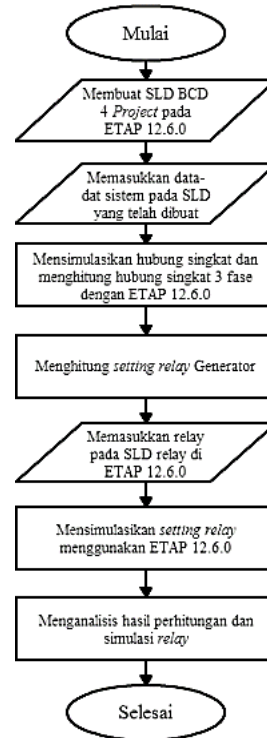 Mulai
Membuat SLD BCD
4 Project pada
ETAP 12.6.0
Memasukkan data-
dat sistem pada SLD
yang telah dibuat
Mensimulasikan hubung singkat dan
menghitung hubung singkat 3 fase
dengan ETAP 12.6.0
Menghitung setting relay Generator
Memasukkan relay
pada SLD relay di
ETAP 12.6.0
Mensimulasikan setting relay
menggunakan ETAP 12.6.0
Menganalisis hasil perhitungan dan
simulasi relay
Selesai